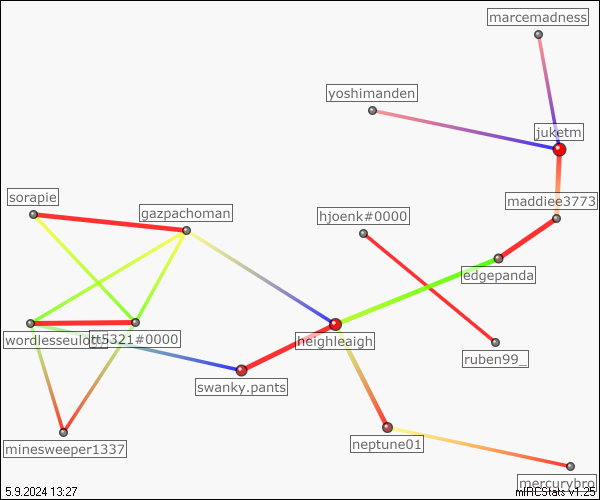 marcemadness
yoshimanden
juketm
sorapie
gazpachoman
hjoenk#0000
maddiee3773
edgepanda
heighleaigh
tt5321#0000
ruben99_
swanky.pants
neptune01
minesweeper1337
mercurybro
5.9.2024 13:27
mIRCStats v1.25